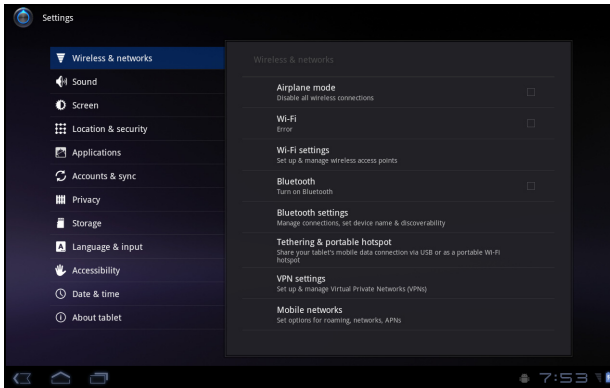 Settings
Wireless & networks
Sound
Screen
Location & security
Applications
Accounts & sync
Privacy
Storage
Language & input
Accessibility
Date & time
About tablet
Wireless & networks
Airplane mode
Disable all wireless connections
Wi-Fi
Error
Wi-Fi settings
Set up & manage wireless access points
Bluetooth
Turn on Bluetooth
Bluetooth settings
Manage connections, set device name & discoverability
Tethering & portable hotspot
Share your tablet's mobile data connection via USB or as a portable Wi-Fi
hotspot
VPN settings
Set up & manage Virtual Private Networks (VPNs)
Mobile networks
Set options for roaming, networks, APNs
7:53